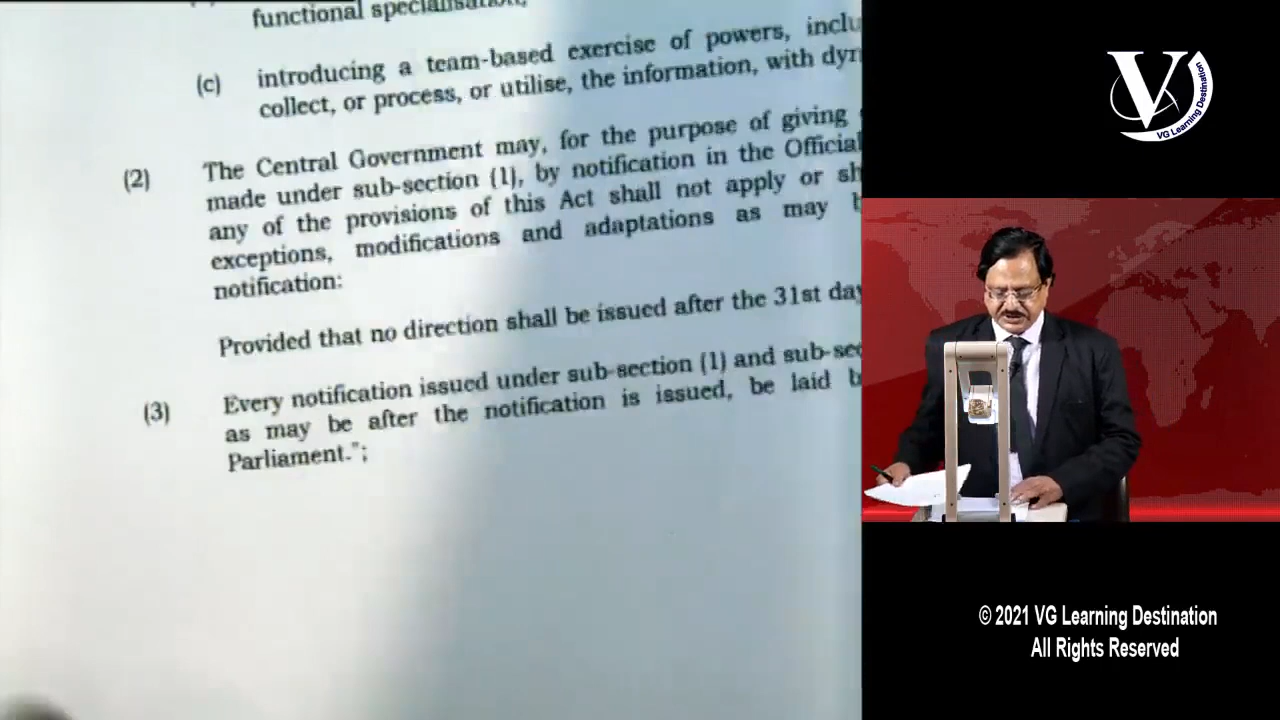 functional specialisation;
(c) introducing a team-based exercise of powers, inclu
collect, or process, or utilise, the information, with dyn
(2) The Central Government may, for the purpose of giving
made under sub-section (1), by notification in the Official
any of the provisions of this Act shall not apply or sh
exceptions, modifications and adaptations as may b
notification:
Provided that no direction shall be issued after the 31st day
(3) Every notification issued under sub-section (1) and sub-sec
as may be after the notification is issued, be laid b
Parliament.";
V
VG Learning Destination
© 2021 VG Learning Destination
All Rights Reserved